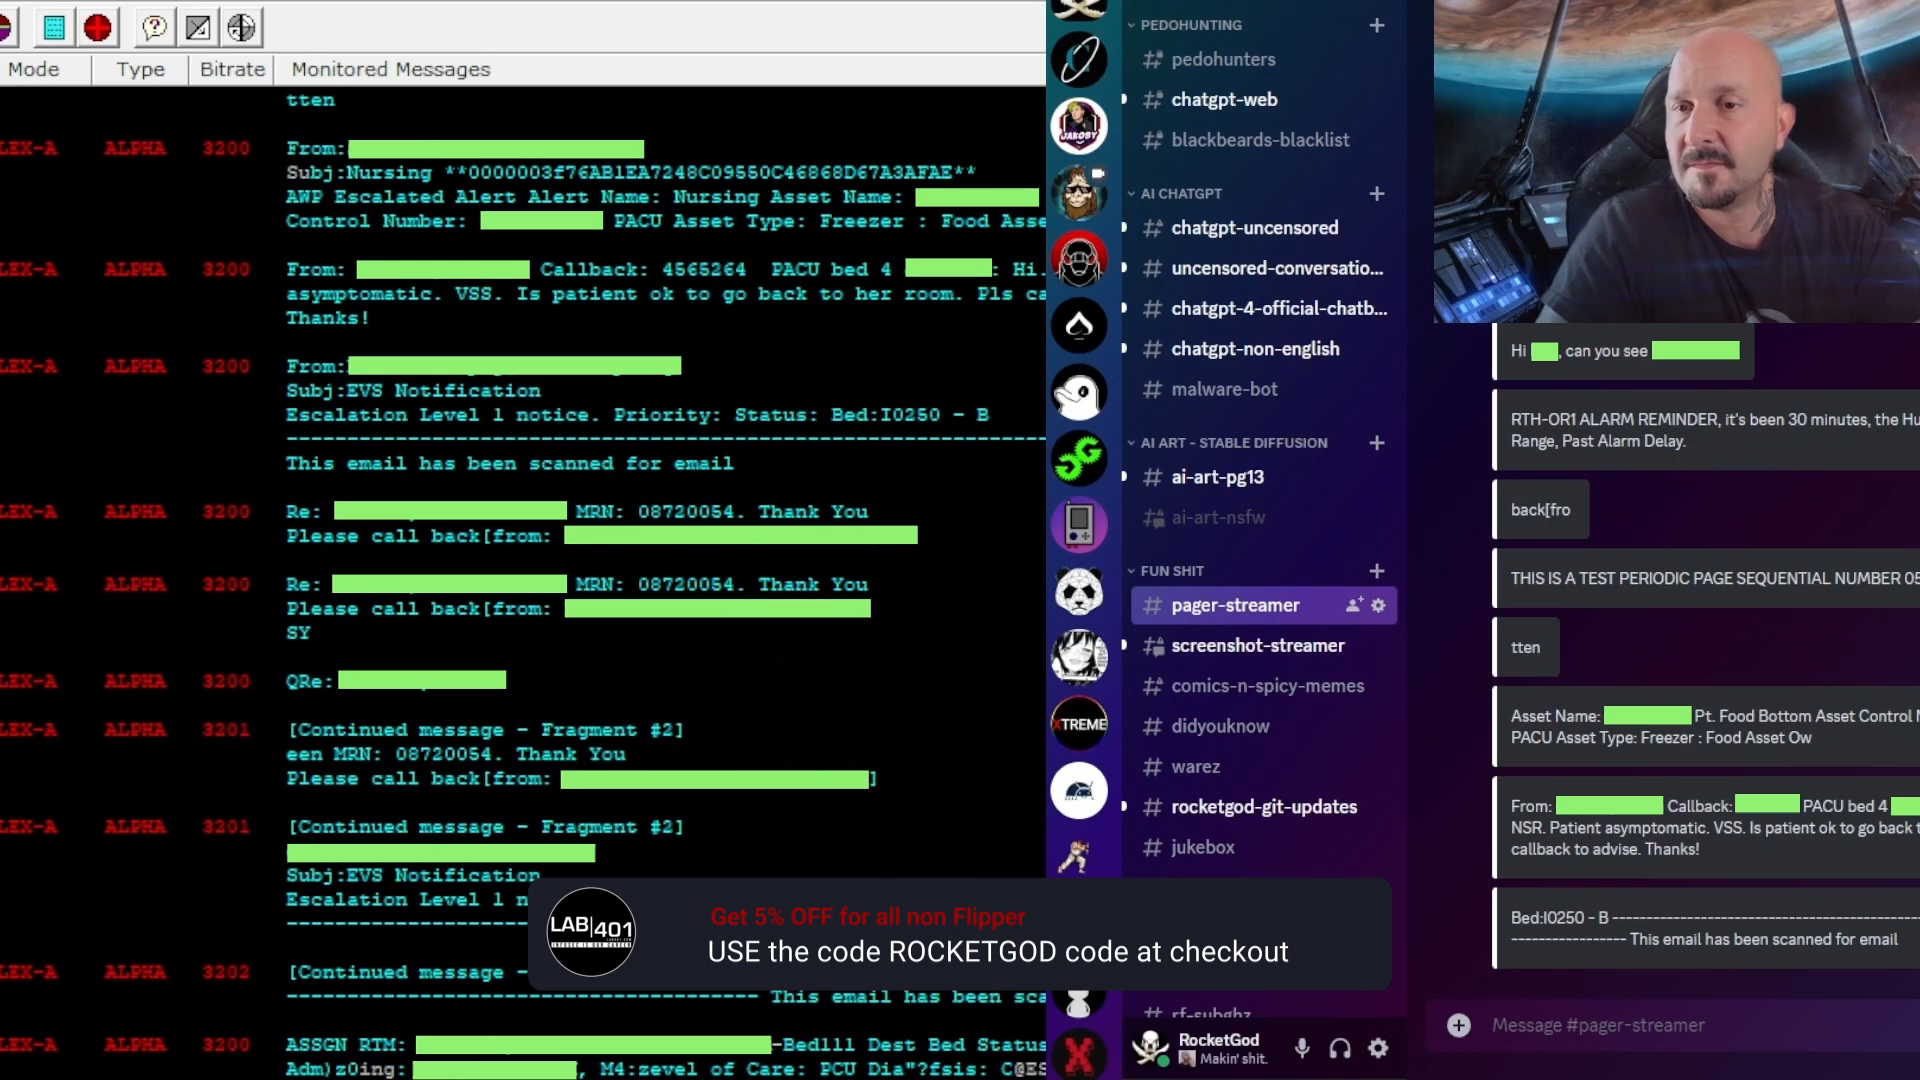 Mode Type Bitrate Monitored Messages
tten
LEX-A ALPHA 3200 From:
Subj:Nursing **0000003f76AB1EA7248C09550C46868D67A3AFAE**
AWP Escalated Alert Alert Name: Nursing Asset Name:
Control Number: PACU Asset Type: Freezer : Food Asse
LEX-A ALPHA 3200 From: Callback: 4565264 PACU bed 4 : Hi.
asymptomatic. VSS. Is patient ok to go back to her room. Pls ca
Thanks!
LEX-A ALPHA 3200 From:
Subj:EVS Notification
Escalation Level 1 notice. Priority: Status: Bed:I0250 - B
This email has been scanned for email
LEX-A ALPHA 3200 Re: MRN: 08720054. Thank You
Please call back[from:
LEX-A ALPHA 3200 Re: MRN: 08720054. Thank You
Please call back[from:
SY
LEX-A ALPHA 3200 QRe:
LEX-A ALPHA 3201 [Continued message - Fragment #2]
een MRN: 08720054. Thank You
Please call back[from: ]
LEX-A ALPHA 3201 [Continued message - Fragment #2]
Subj:EVS Notification
Escalation Level 1 n
LEX-A ALPHA 3202 [Continued message -
--- This email has been sca
LEX-A ALPHA 3200 ASSGN RTM: -Bedlll Dest Bed Status
LEX-A ALPHA 3200 Adm)z0ing: , M4:zevel of Care: PCU Dia"?fsis: C@ES
JAKOBY
XTREME
PEDOHUNTING
pedohunters
chatgpt-web
blackbeards-blacklist
AI CHATGPT
chatgpt-uncensored
uncensored-conversatio...
chatgpt-4-official-chatb...
chatgpt-non-english
malware-bot
AI ART - STABLE DIFFUSION
ai-art-pg13
ai-art-nsfw
FUN SHIT
pager-streamer
screenshot-streamer
comics-n-spicy-memes
didyouknow
warez
rocketgod-git-updates
jukebox
rf-subghz
RocketGod
Makin' shit.
LAB|401
Get 5% OFF for all non Flipper
USE the code ROCKETGOD code at checkout
Hi , can you see
RTH-OR1 ALARM REMINDER, it's been 30 minutes, the Hu
Range, Past Alarm Delay.
back[fro
THIS IS A TEST PERIODIC PAGE SEQUENTIAL NUMBER 05
tten
Asset Name: Pt. Food Bottom Asset Control N
PACU Asset Type: Freezer : Food Asset Ow
From: Callback: PACU bed 4
NSR. Patient asymptomatic. VSS. Is patient ok to go back t
callback to advise. Thanks!
Bed:I0250 - B ---
--- This email has been scanned for email
Message #pager-streamer